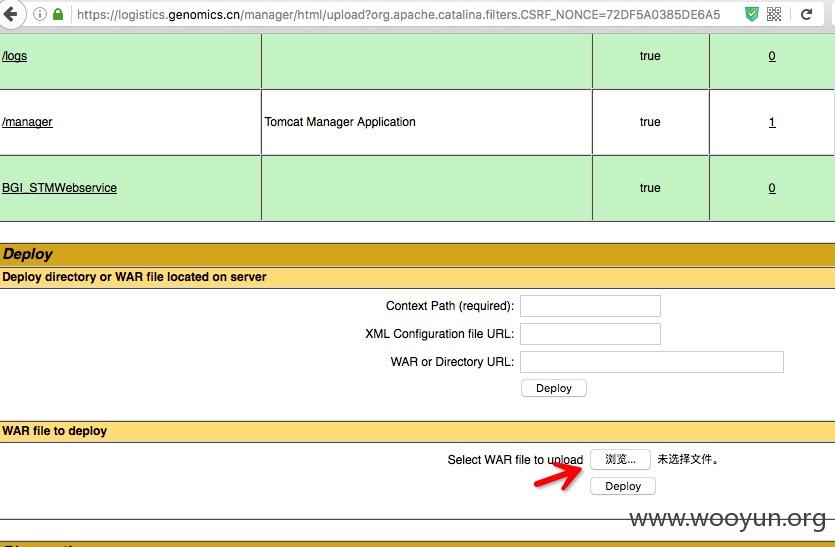 https://logistics.genomics.cn/manager/html/upload?org.apache.catalina.filters.CSRF_NONCE=72DF5A0385DE6A5
/logs true 0
/manager Tomcat Manager Application true 1
BGI_STMWebservice true 0
Deploy
Deploy directory or WAR file located on server
Context Path (required):
XML Configuration file URL:
WAR or Directory URL:
Deploy
WAR file to deploy
Select WAR file to upload 浏览... 未选择文件。
Deploy
www.wooyun.org